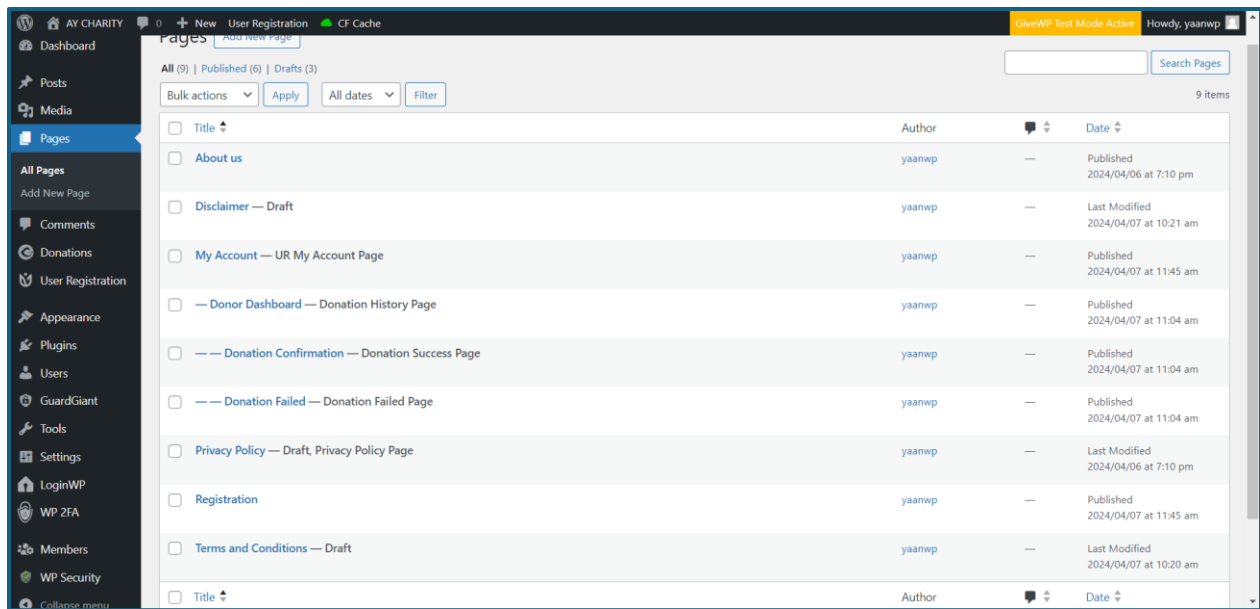 AY CHARITY 0 New User Registration CF Cache GiveWP Test Mode Active Howdy, yaanwp
Dashboard
Posts
Media
Pages
All Pages
Add New Page
Comments
Donations
User Registration
Appearance
Plugins
Users
GuardGiant
Tools
Settings
LoginWP
WP 2FA
Members
WP Security
Collapse menu
Pages Add New Page
All (9) | Published (6) | Drafts (3)
Search Pages
Bulk actions Apply All dates Filter
9 items
Title Author Date
About us yaanwp — Published
2024/04/06 at 7:10 pm
Disclaimer — Draft yaanwp — Last Modified
2024/04/07 at 10:21 am
My Account — UR My Account Page yaanwp — Published
2024/04/07 at 11:45 am
— Donor Dashboard — Donation History Page yaanwp — Published
2024/04/07 at 11:04 am
— — Donation Confirmation — Donation Success Page yaanwp — Published
2024/04/07 at 11:04 am
— — Donation Failed — Donation Failed Page yaanwp — Published
2024/04/07 at 11:04 am
Privacy Policy — Draft, Privacy Policy Page yaanwp — Last Modified
2024/04/06 at 7:10 pm
Registration yaanwp — Published
2024/04/07 at 11:45 am
Terms and Conditions — Draft yaanwp — Last Modified
2024/04/07 at 10:20 am
Title Author Date